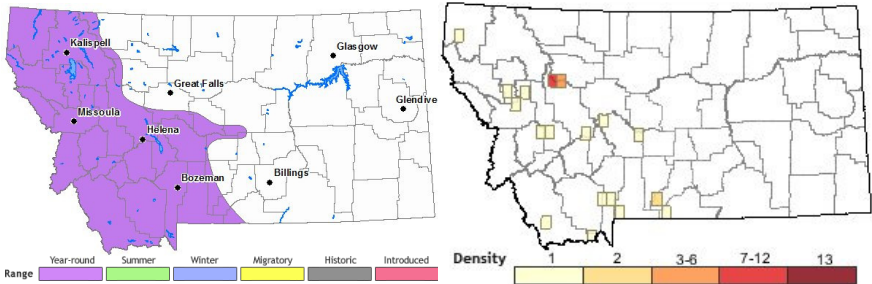 Kalispell
Glasgow
Great Falls
Glendive
Missoula
Helena
Bozeman
Billings
Range Year-round Summer Winter Migratory Historic Introduced
Density 1 2 3-6 7-12 13